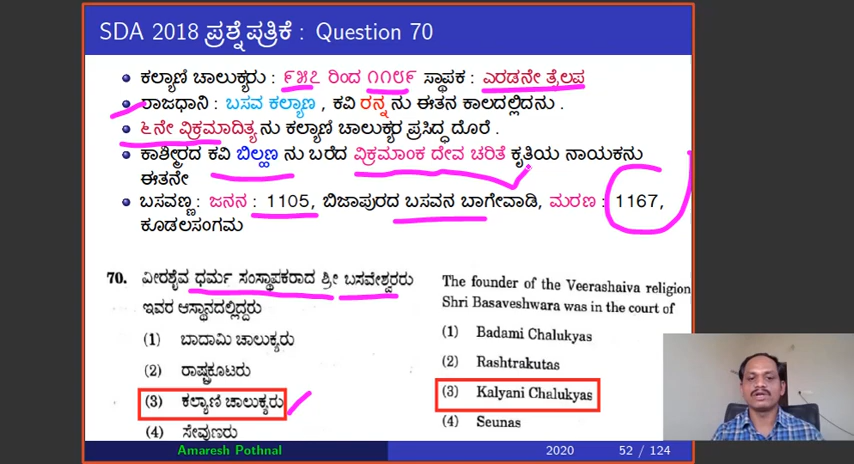 SDA 2018 ಪ್ರಶ್ನೆಪತ್ರಿಕೆ : Question 70
ಕಲ್ಯಾಣಿ ಚಾಲುಕ್ಯರು : ೯೫೭ ರಿಂದ ೧೧೮೯ ಸ್ಥಾಪಕ : ಎರಡನೇ ತೈಲಪ
ರಾಜಧಾನಿ : ಬಸವ ಕಲ್ಯಾಣ , ಕವಿ ರನ್ನ ನು ಈತನ ಕಾಲದಲ್ಲಿದನು .
೬ನೇ ವಿಕ್ರಮಾದಿತ್ಯ ನು ಕಲ್ಯಾಣಿ ಚಾಲುಕ್ಯರ ಪ್ರಸಿದ್ಧ ದೊರೆ .
ಕಾಶ್ಮೀರದ ಕವಿ ಬಿಲ್ಹಣ ನು ಬರೆದ ವಿಕ್ರಮಾಂಕ ದೇವ ಚರಿತೆ ಕೃತಿಯ ನಾಯಕನು
ಈತನೇ
ಬಸವಣ್ಣ : ಜನನ : 1105, ಬಿಜಾಪುರದ ಬಸವನ ಬಾಗೇವಾಡಿ, ಮರಣ : 1167,
ಕೂಡಲಸಂಗಮ
70. ವೀರಶೈವ ಧರ್ಮ ಸಂಸ್ಥಾಪಕರಾದ ಶ್ರೀ ಬಸವೇಶ್ವರರು
ಇವರ ಆಸ್ಥಾನದಲ್ಲಿದ್ದರು
(1) ಬಾದಾಮಿ ಚಾಲುಕ್ಯರು
(2) ರಾಷ್ಟ್ರಕೂಟರು
(3) ಕಲ್ಯಾಣಿ ಚಾಲುಕ್ಯರು
(4) ಸೇವುಣರು
The founder of the Veerashaiva religion
Shri Basaveshwara was in the court of
(1) Badami Chalukyas
(2) Rashtrakutas
(3) Kalyani Chalukyas
(4) Seunas
Amaresh Pothnal 2020 52 / 124